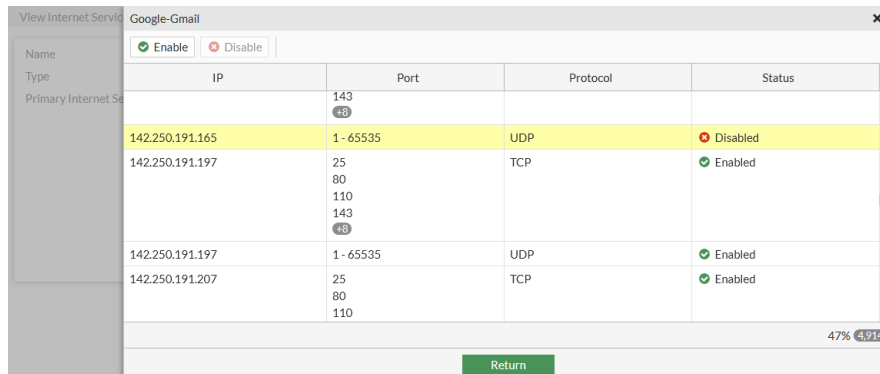 View Internet Servic
Google-Gmail
Enable Disable
Name
Type
Primary Internet Se
IP Port Protocol Status
143
+8
142.250.191.165 1 - 65535 UDP Disabled
142.250.191.197 25 TCP Enabled
80
110
143
+8
142.250.191.197 1 - 65535 UDP Enabled
142.250.191.207 25 TCP Enabled
80
110
47% 4,914
Return